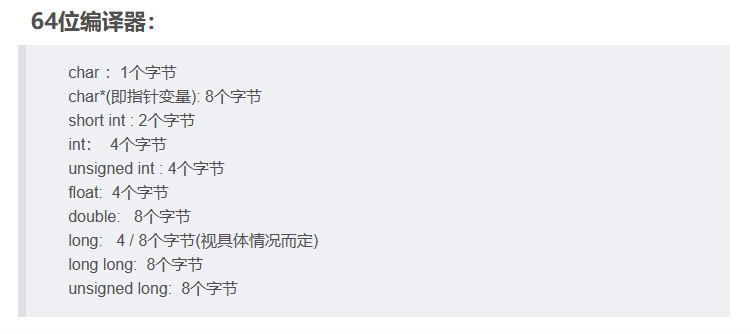 64位编译器：
char ：1个字节
char*(即指针变量): 8个字节
short int : 2个字节
int： 4个字节
unsigned int : 4个字节
float: 4个字节
double: 8个字节
long: 4 / 8个字节(视具体情况而定)
long long: 8个字节
unsigned long: 8个字节